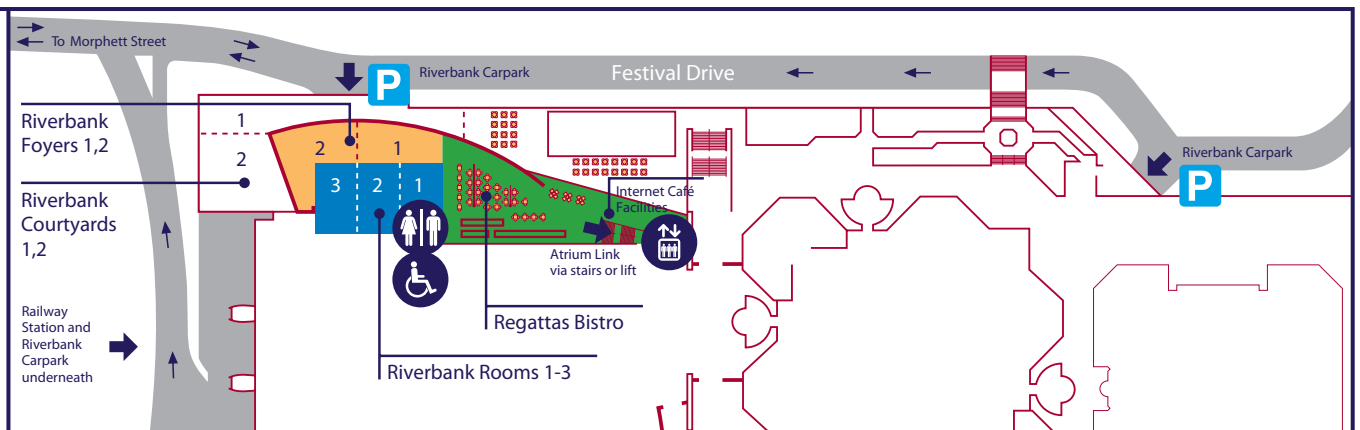 To Morphett Street
P
Riverbank Carpark
Festival Drive
Riverbank
Foyers 1,2
1
2
2
1
3
2
1
Riverbank
Courtyards
1,2
Internet Café
Facilities
Riverbank Carpark
P
Atrium Link
via stairs or lift
Regattas Bistro
Riverbank Rooms 1-3
Railway
Station and
Riverbank
Carpark
underneath